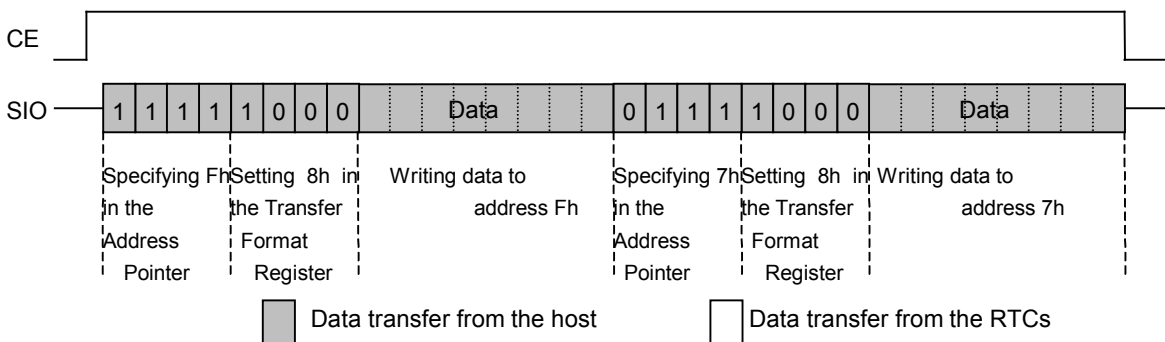 CE
SIO 1 1 1 1 1 0 0 0 Data 0 1 1 1 1 0 0 0 Data
Specifying Fh Setting 8h in Writing data to Specifying 7h Setting 8h in Writing data to
in the the Transfer address Fh in the the Transfer address 7h
Address Format Address Format
Pointer Register Pointer Register
Data transfer from the host Data transfer from the RTCs